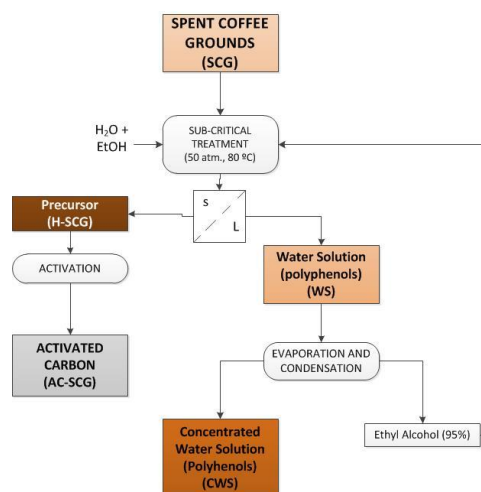 SPENT COFFEE
GROUNDS
(SCG)
H₂O +
EtOH
SUB-CRITICAL
TREATMENT
(50 atm., 80 ºC)
S
L
Precursor
(H-SCG)
Water Solution
(polyphenols)
(WS)
ACTIVATION
ACTIVATED
CARBON
(AC-SCG)
EVAPORATION AND
CONDENSATION
Concentrated
Water Solution
(Polyphenols)
(CWS)
Ethyl Alcohol (95%)